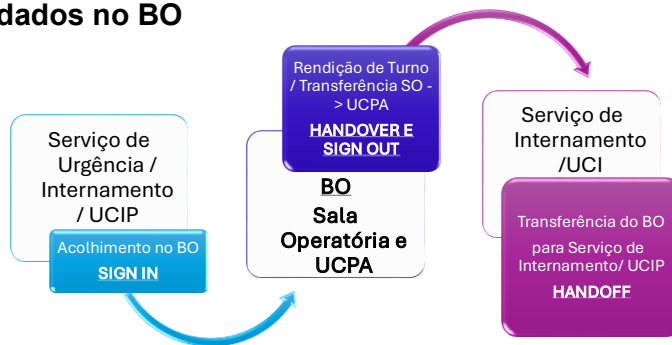 dados no BO
Serviço de
Urgência /
Internamento
/ UCIP
Acolhimento no BO
SIGN IN
Rendição de Turno
/ Transferência SO -
> UCPA
HANDOVER E
SIGN OUT
BO
Sala
Operatória e
UCPA
Serviço de
Internamento
/UCI
Transferência do BO
para Serviço de
Internamento/ UCIP
HANDOFF